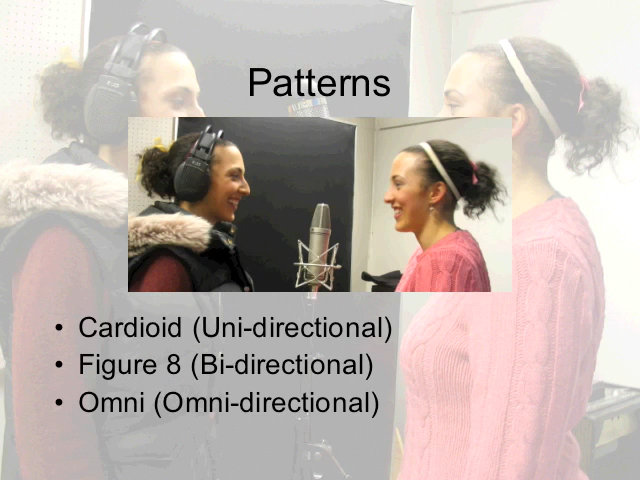 Patterns
• Cardioid (Uni-directional)
• Figure 8 (Bi-directional)
• Omni (Omni-directional)